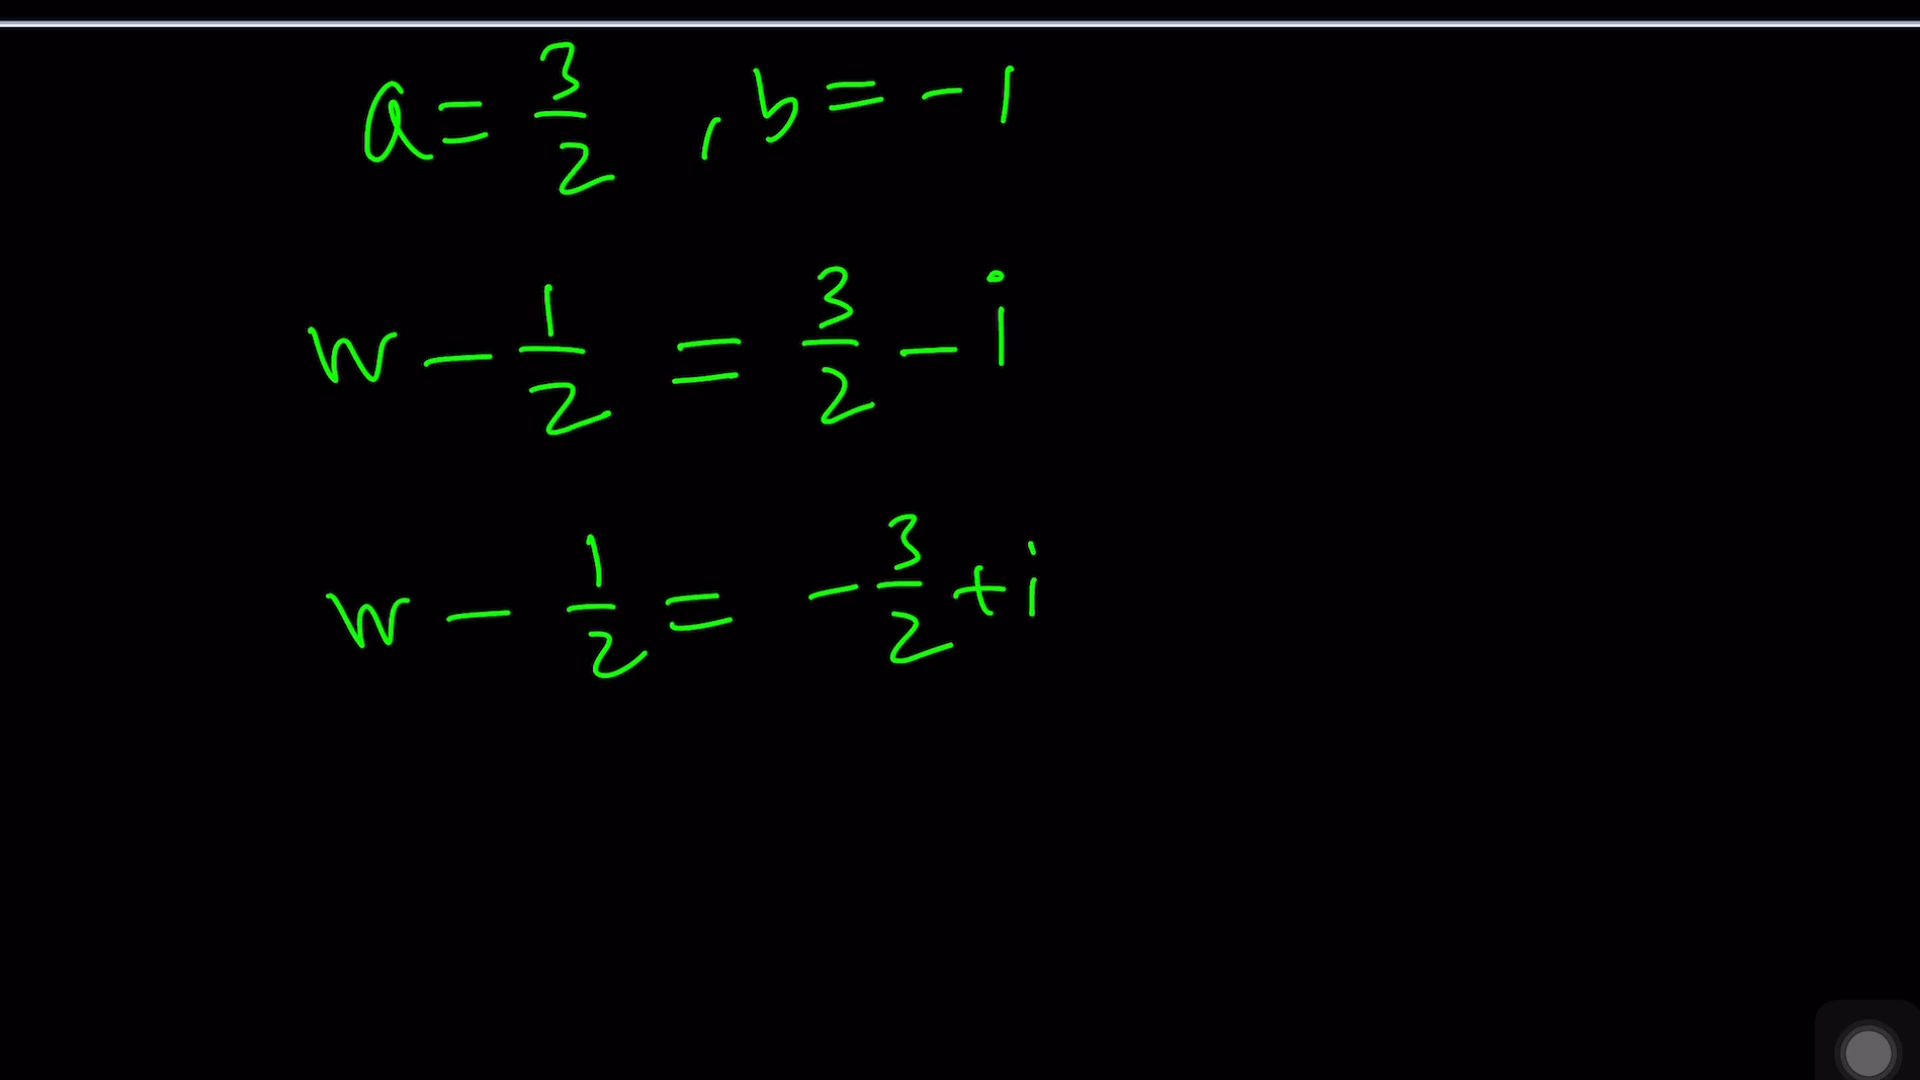 a = 3/2 , b = -1
w - 1/2 = 3/2 - i
w - 1/2 = - 3/2 + i